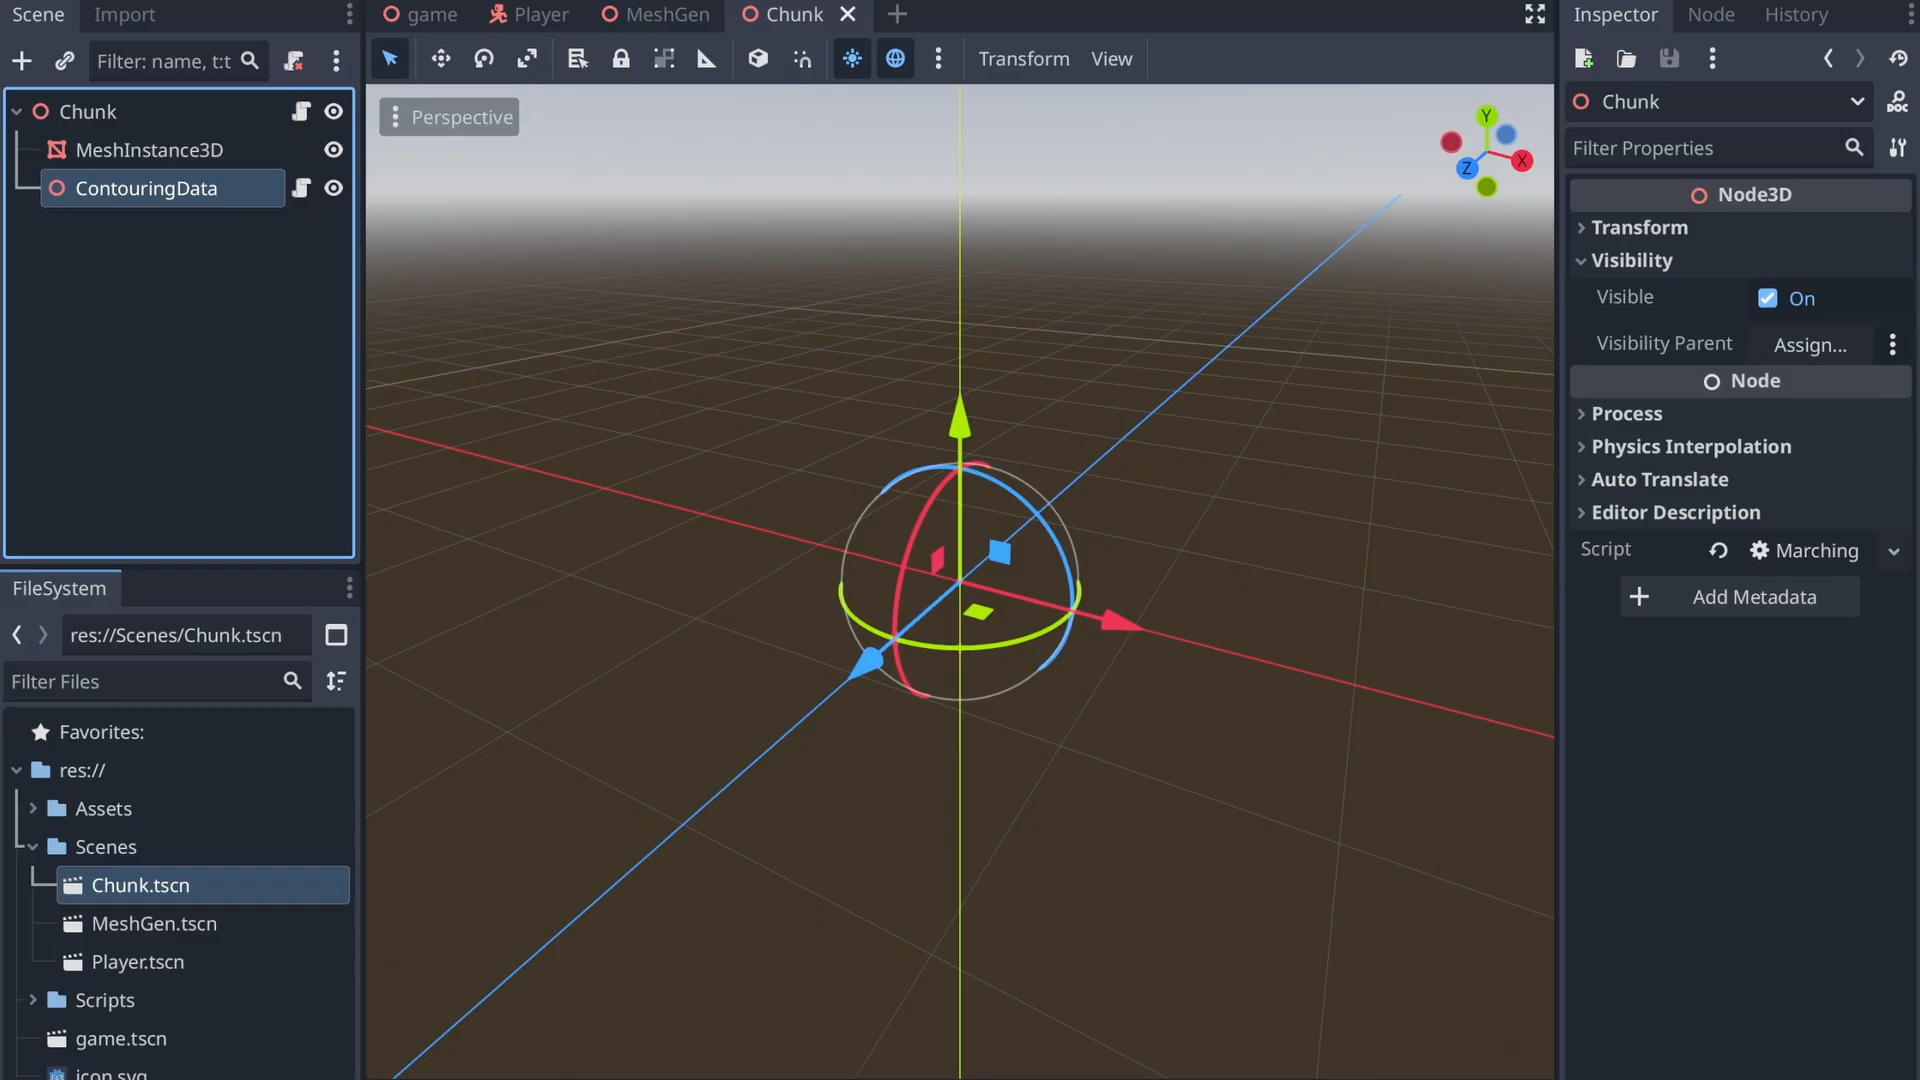 Scene Import
Filter: name, t:t
Chunk
MeshInstance3D
ContouringData
FileSystem
res://Scenes/Chunk.tscn
Filter Files
Favorites:
res://
Assets
Scenes
Chunk.tscn
MeshGen.tscn
Player.tscn
Scripts
game.tscn
icon.svg
game Player MeshGen Chunk
Transform View
Perspective
Y
X
Z
Inspector Node History
Chunk
DOC
Filter Properties
Node3D
Transform
Visibility
Visible On
Visibility Parent Assign...
Node
Process
Physics Interpolation
Auto Translate
Editor Description
Script Marching
Add Metadata